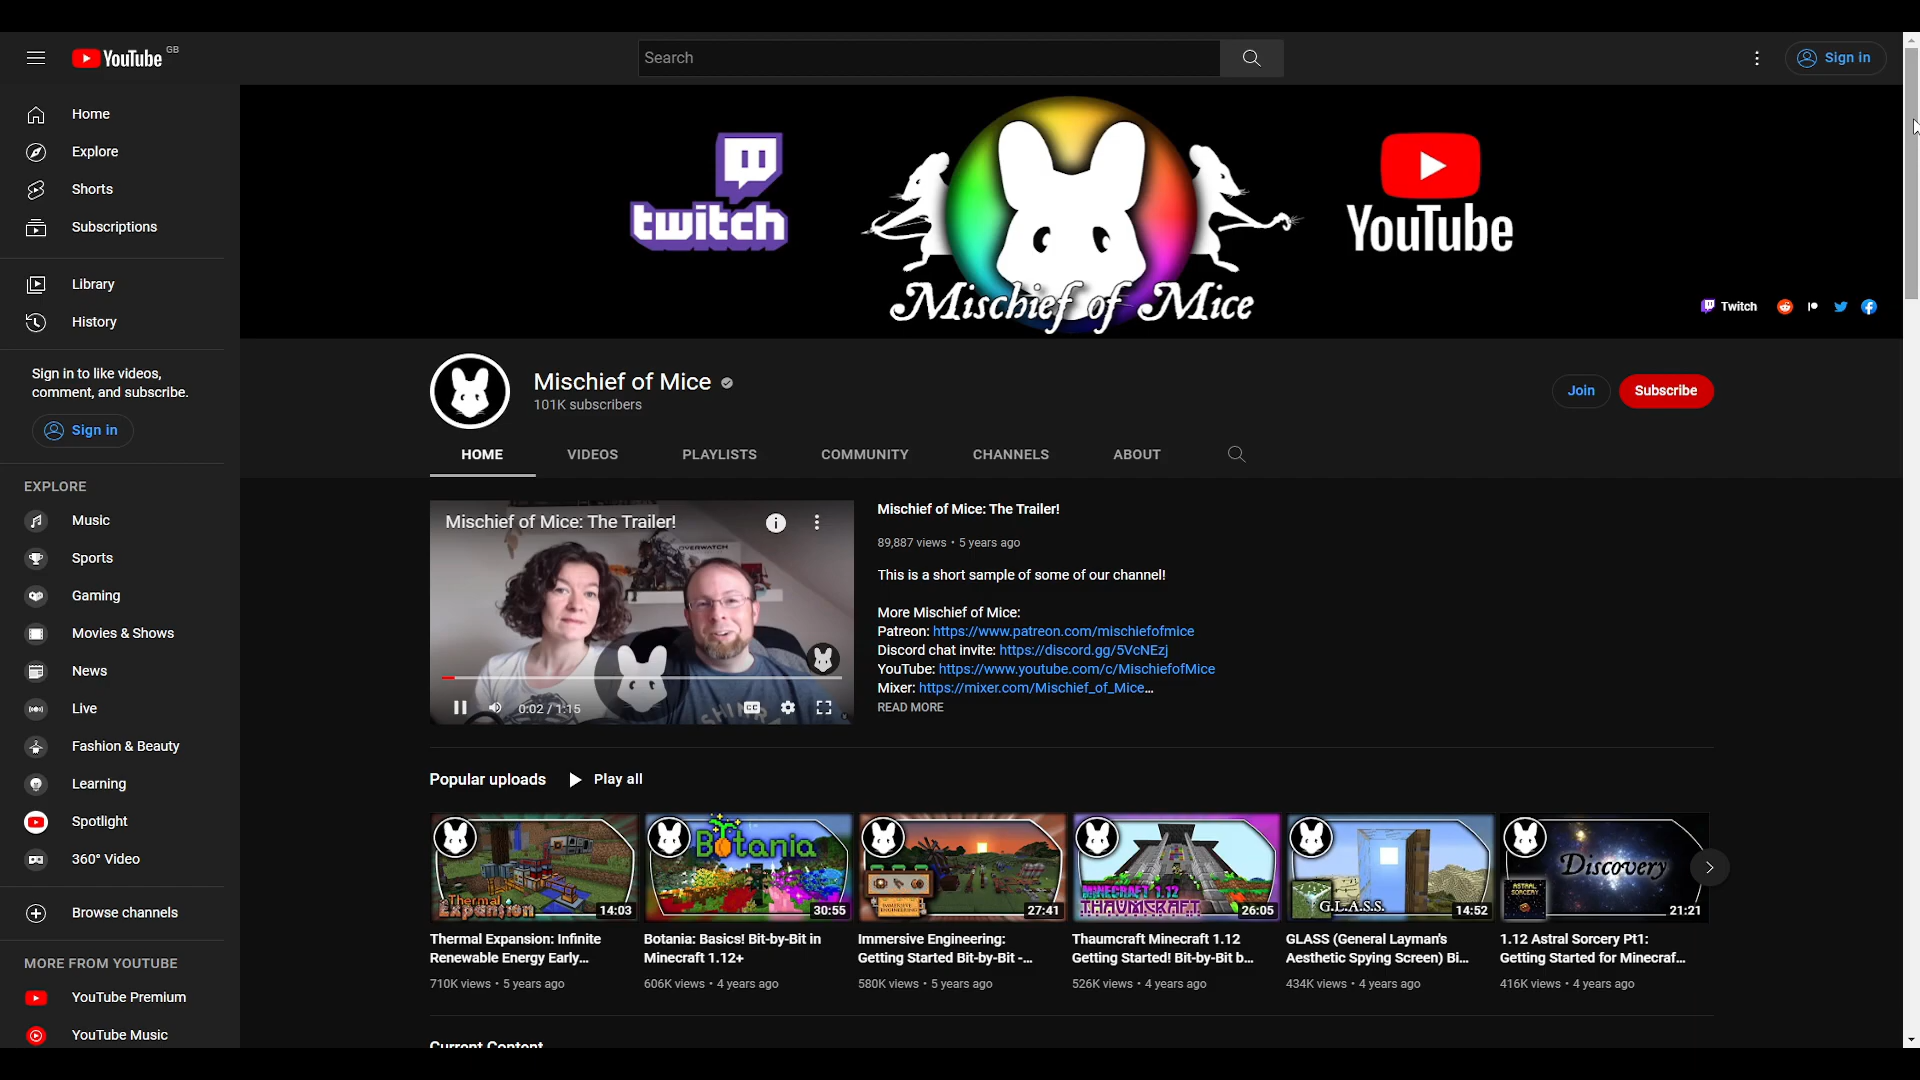 YouTube GB
Search
Sign in
Home
Explore
Shorts
Subscriptions
Library
History
Sign in to like videos,
comment, and subscribe.
Sign in
EXPLORE
Music
Sports
Gaming
Movies & Shows
News
Live
Fashion & Beauty
Learning
Spotlight
360° Video
Browse channels
MORE FROM YOUTUBE
YouTube Premium
YouTube Music
twitch
Mischief of Mice
YouTube
Twitch
Mischief of Mice
101K subscribers
Join
Subscribe
HOME
VIDEOS
PLAYLISTS
COMMUNITY
CHANNELS
ABOUT
Mischief of Mice: The Trailer!
OVERWATCH
0:02 / 1:15
CC
Mischief of Mice: The Trailer!
89,887 views • 5 years ago
This is a short sample of some of our channel!
More Mischief of Mice:
Patreon: https://www.patreon.com/mischiefofmice
Discord chat invite: https://discord.gg/5VcNEzj
YouTube: https://www.youtube.com/c/MischiefofMice
Mixer: https://mixer.com/Mischief_of_Mice...
READ MORE
Popular uploads
Play all
Thermal
Expansion
14:03
Thermal Expansion: Infinite
Renewable Energy Early...
710K views • 5 years ago
Botania
30:55
Botania: Basics! Bit-by-Bit in
Minecraft 1.12+
606K views • 4 years ago
27:41
Immersive Engineering:
Getting Started Bit-by-Bit -...
580K views • 5 years ago
MINECRAFT 1.12
THAUMCRAFT
26:05
Thaumcraft Minecraft 1.12
Getting Started! Bit-by-Bit b...
526K views • 4 years ago
G.L.A.S.S.
14:52
GLASS (General Layman's
Aesthetic Spying Screen) Bi...
434K views • 4 years ago
Discovery
ASTRAL
SORCERY
21:21
1.12 Astral Sorcery Pt1:
Getting Started for Minecraf...
416K views • 4 years ago
Current Content